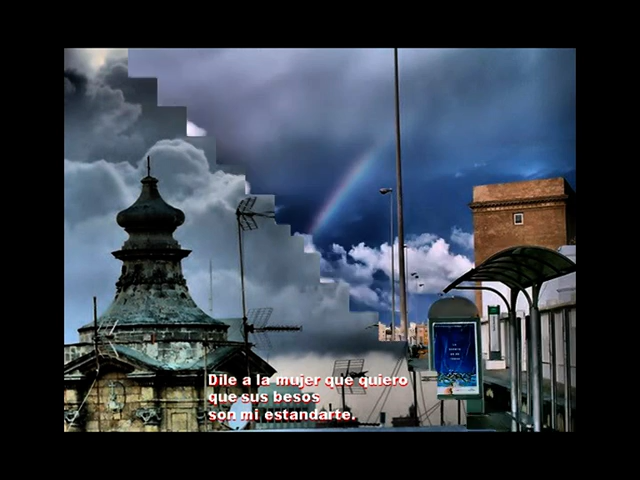 Dile a la mujer que quiero
que sus besos
son mi estandarte.